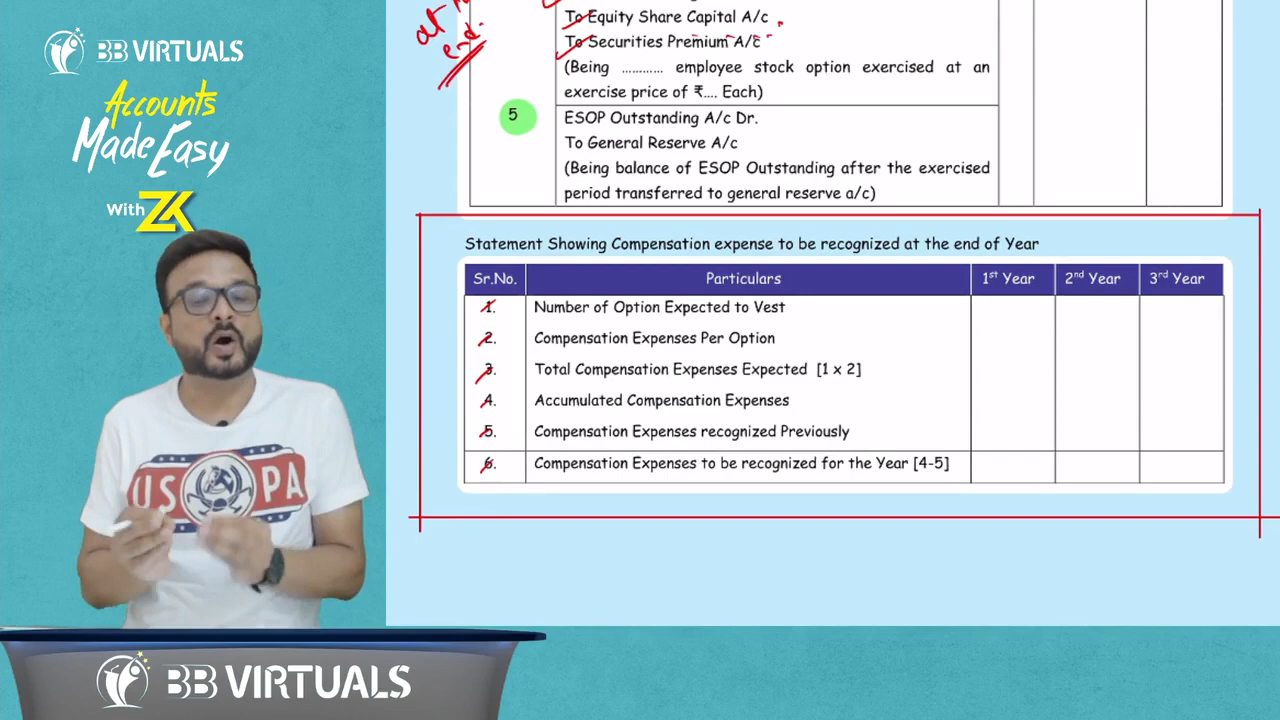 BB VIRTUALS
Accounts
Made Easy
With ZK
at
end.
To Equity Share Capital A/c
To Securities Premium A/c
(Being ............ employee stock option exercised at an
exercise price of ₹.... Each)
5
ESOP Outstanding A/c Dr.
To General Reserve A/c
(Being balance of ESOP Outstanding after the exercised
period transferred to general reserve a/c)
Statement Showing Compensation expense to be recognized at the end of Year
Sr.No. Particulars 1st Year 2nd Year 3rd Year
1. Number of Option Expected to Vest
2. Compensation Expenses Per Option
3. Total Compensation Expenses Expected [1 x 2]
4. Accumulated Compensation Expenses
5. Compensation Expenses recognized Previously
6. Compensation Expenses to be recognized for the Year [4-5]
US PA
BB VIRTUALS